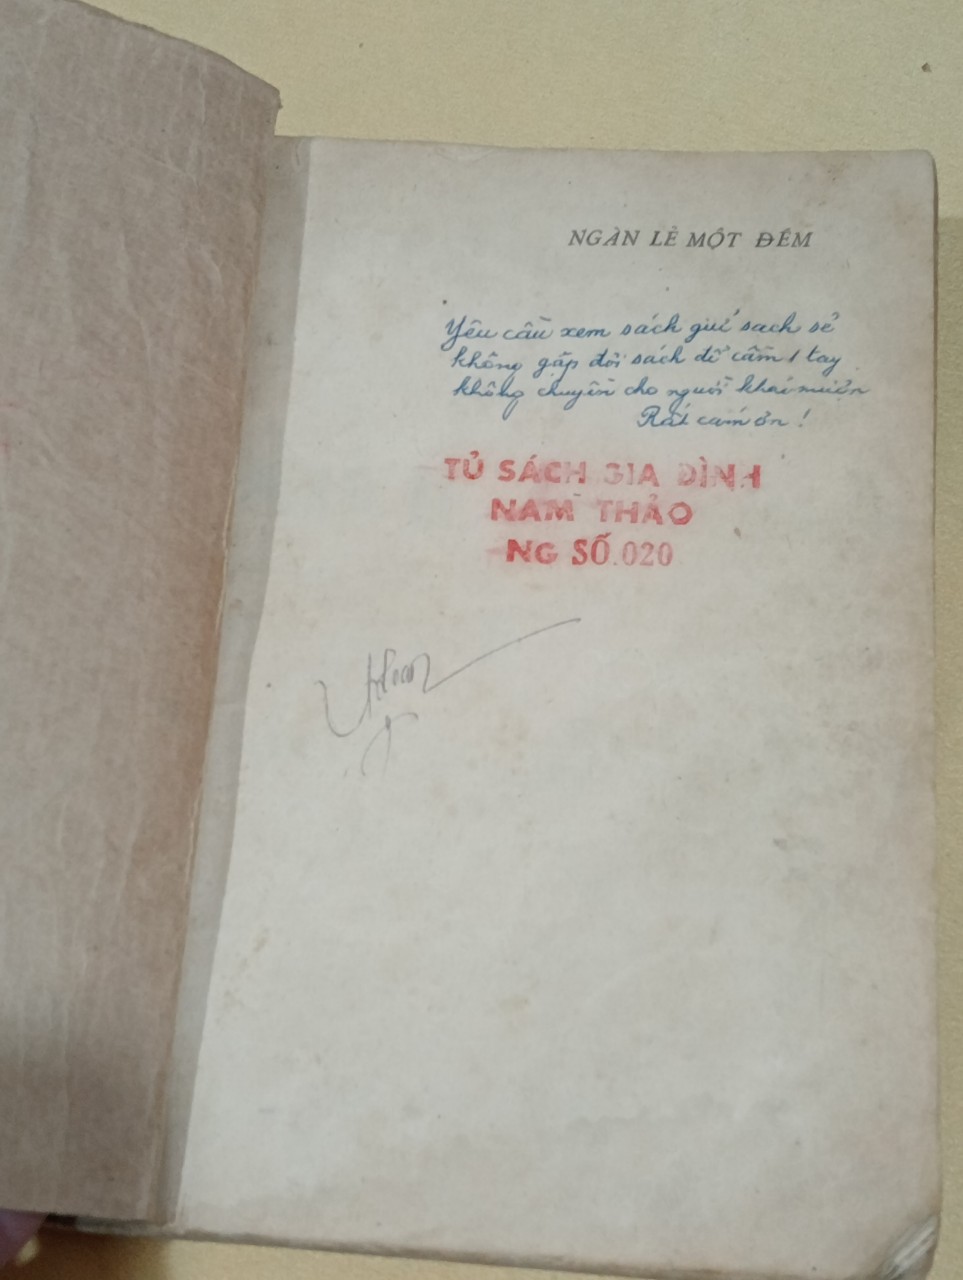 NGÀN LẺ MỘT ĐÊM
Yêu cầu xem sách giữ sạch sẻ
không gấp đôi sách để cầm 1 tay
không chuyền cho người khác mượn
Rất cám ơn !
TỦ SÁCH GIA ĐÌNH
NAM THẢO
NG SỐ.020